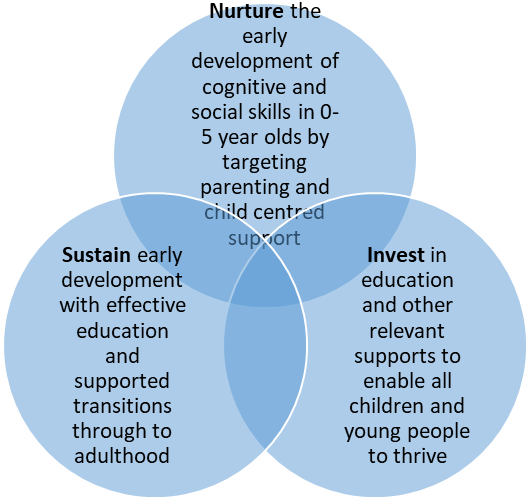 Nurture the
early
development of
cognitive and
social skills in 0-
5 year olds by
targeting
parenting and
child centred
support
Sustain early
development
with effective
education
and
supported
transitions
through to
adulthood
Invest in
education
and other
relevant
supports to
enable all
children and
young people
to thrive